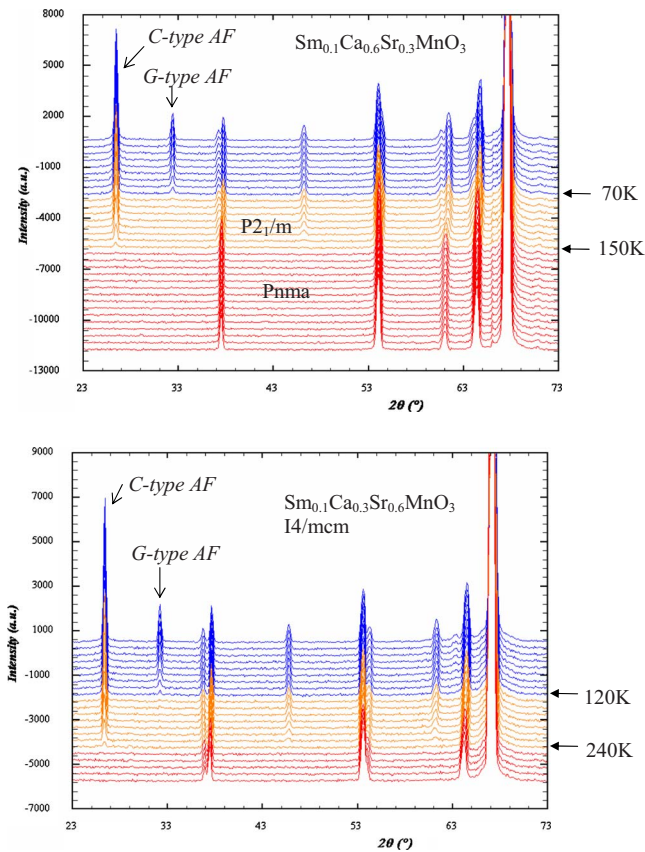 C-type AF
Sm0.1Ca0.6Sr0.3MnO3
G-type AF
7000
2000
-1000
-4000
-7000
-10000
-13000
5000
8000
Intensity (a.u.)
70K
P21/m
150K
Pnma
23
33
43
53
63
73
2θ (°)
9000
C-type AF
7000
Sm0.1Ca0.3Sr0.6MnO3
I4/mcm
5000
G-type AF
3000
1000
Intensity (a.u.)
-1000
120K
-3000
240K
-5000
-7000
23
33
43
53
63
73
2θ (°)